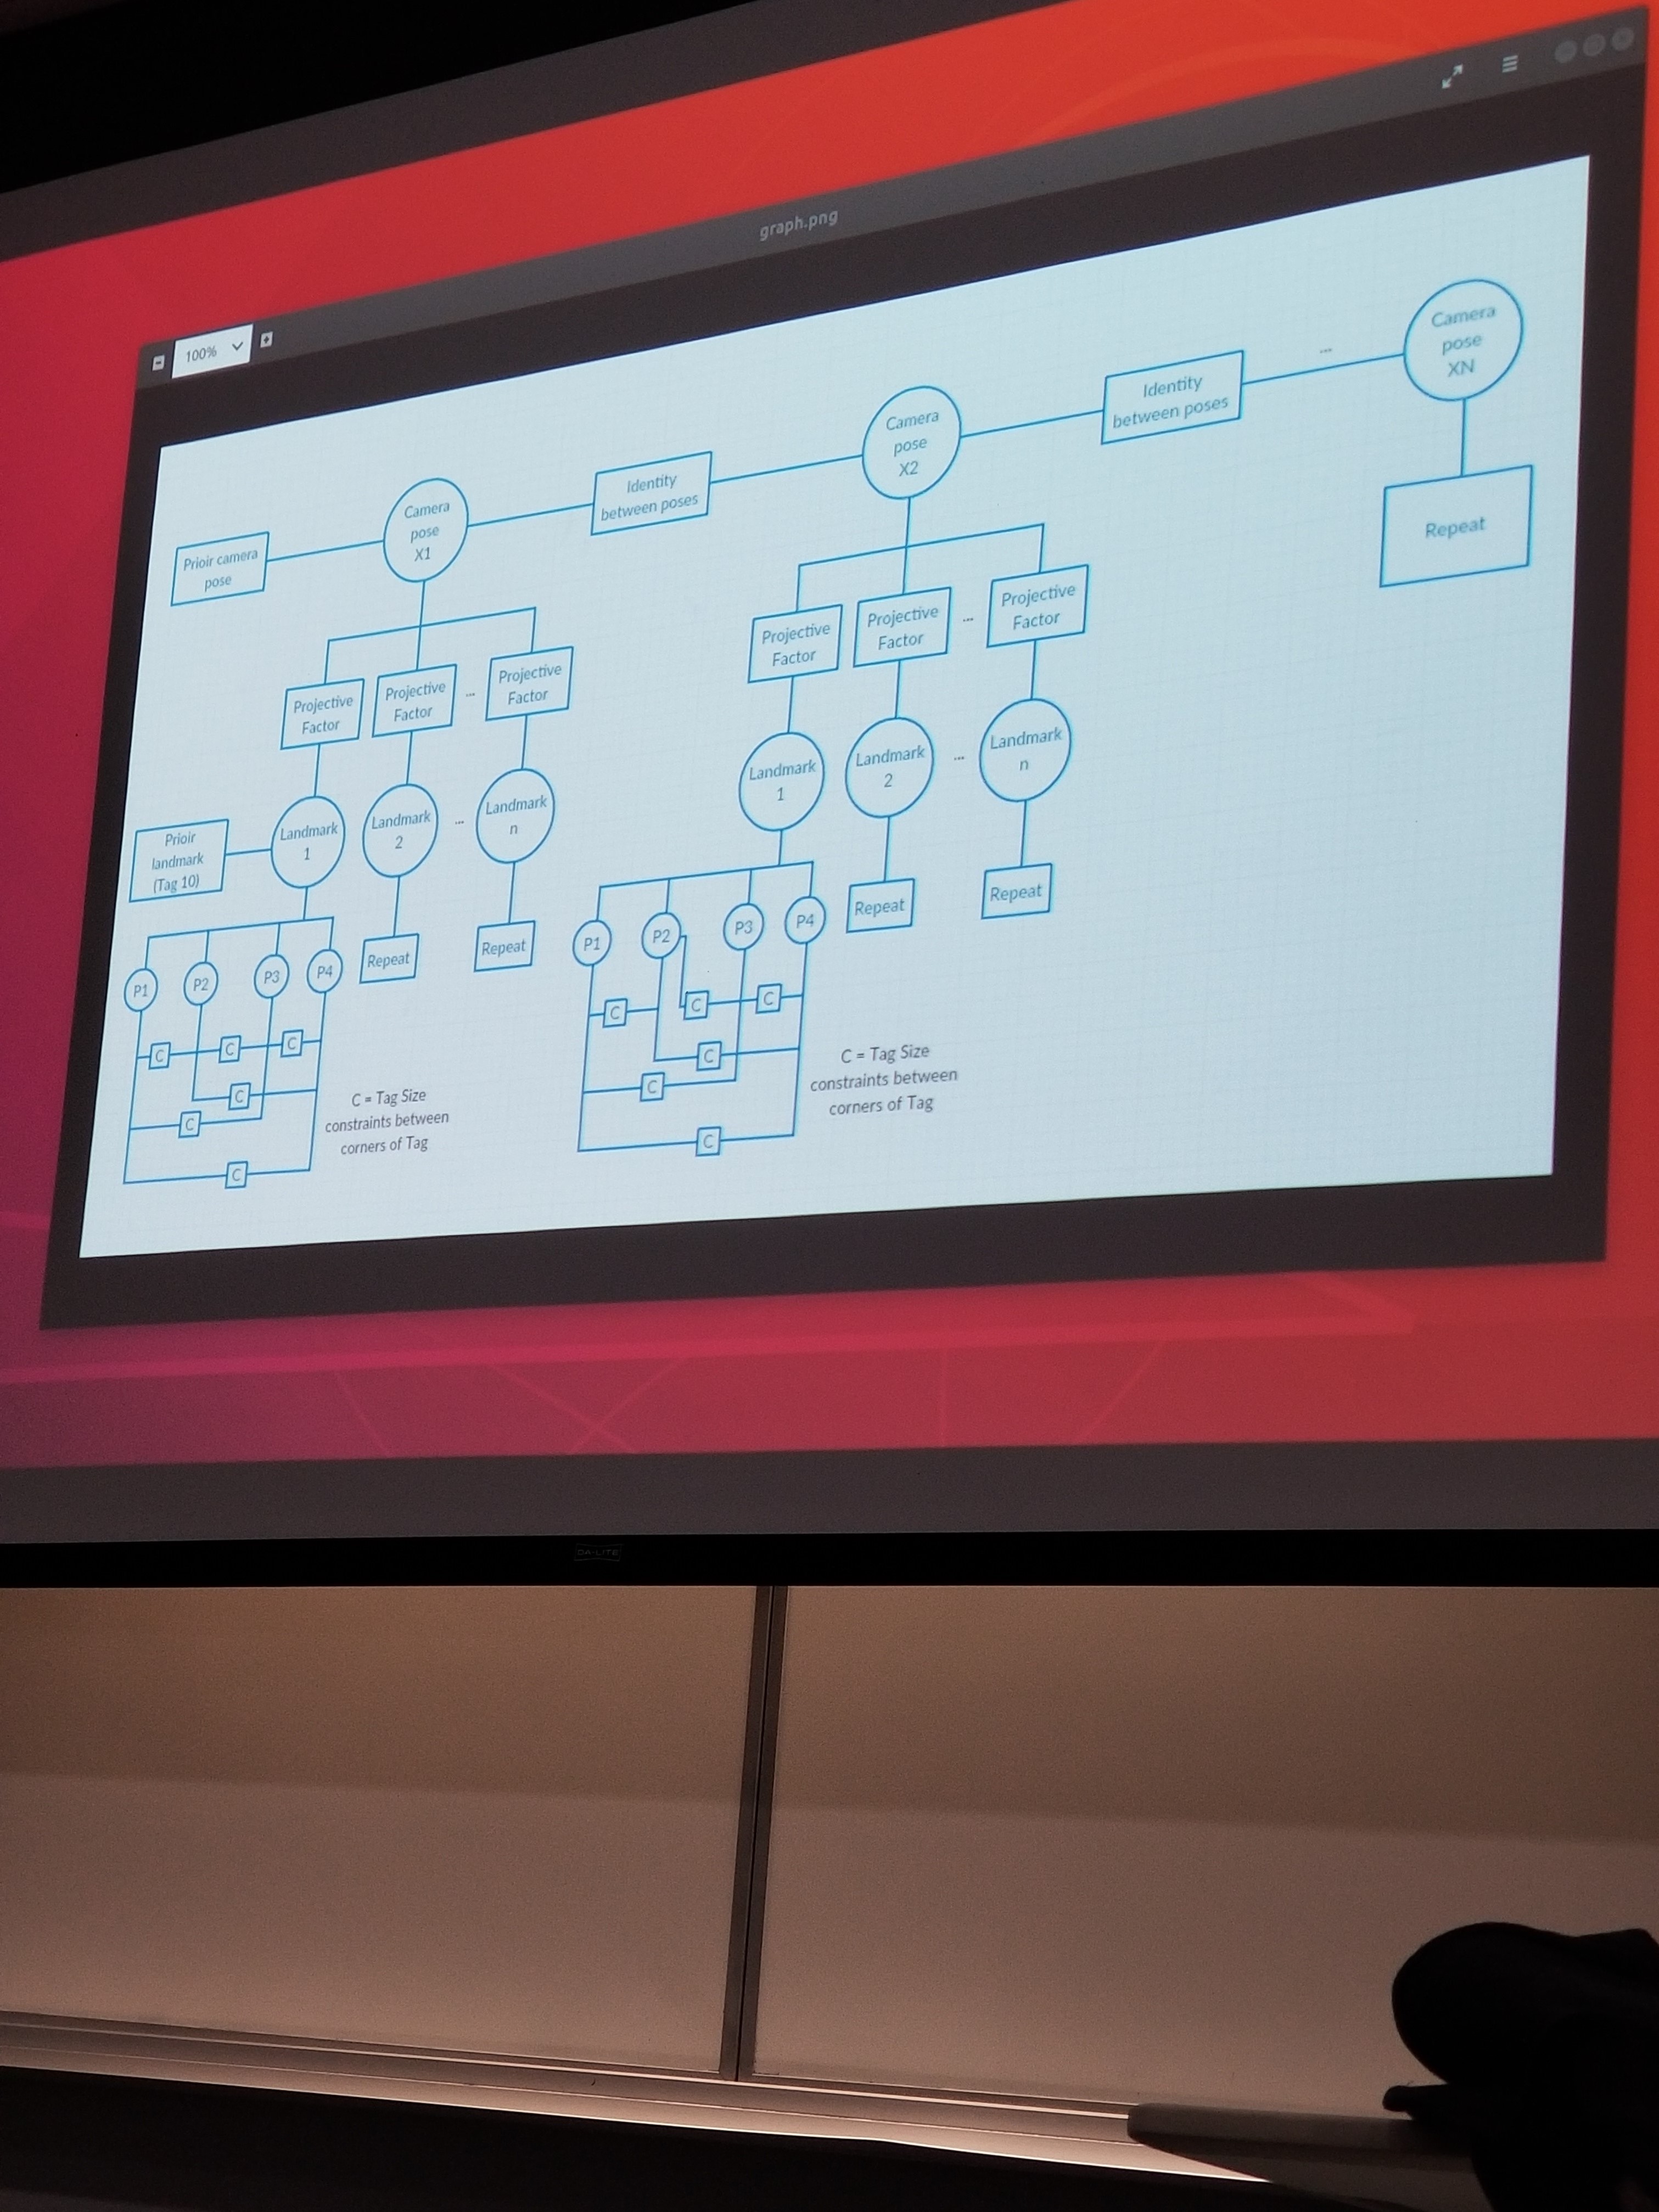 graph.png
100%
Camera
pose
XN
...
Identity
between poses
Camera
pose
X2
Identity
between poses
Camera
pose
X1
Prioir camera
pose
Repeat
Projective
Factor
Projective
Factor
...
Projective
Factor
Projective
Factor
Projective
Factor
...
Projective
Factor
Landmark
1
Landmark
2
...
Landmark
n
Landmark
1
Landmark
2
...
Landmark
n
Prioir
landmark
(Tag 10)
P1
P2
P3
P4
Repeat
Repeat
P1
P2
P3
P4
Repeat
Repeat
C
C
C
C
C
C
C = Tag Size
constraints between
corners of Tag
C
C
C
C
C
C
C = Tag Size
constraints between
corners of Tag
DA-LITE